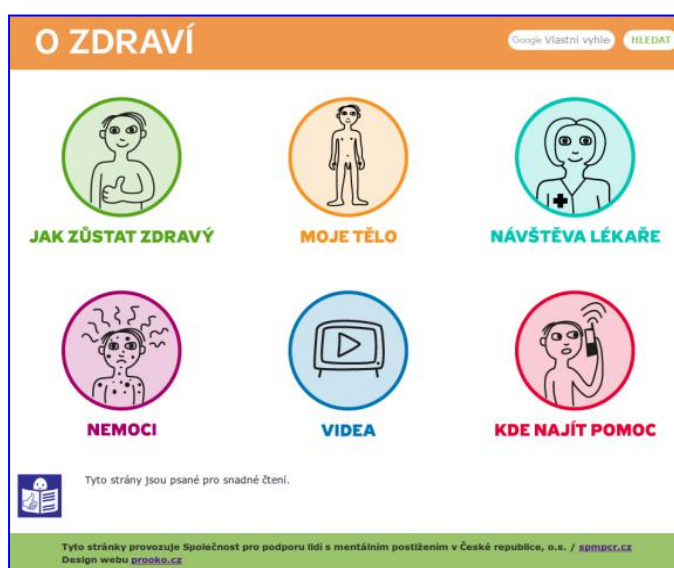 O ZDRAVÍ
Google Vlastní vyhle
HLEDAT
JAK ZŮSTAT ZDRAVÝ
MOJE TĚLO
NÁVŠTĚVA LÉKAŘE
NEMOCI
VIDEA
KDE NAJÍT POMOC
Tyto strány jsou psané pro snadné čtení.
Tyto stránky provozuje Společnost pro podporu lidí s mentálním postižením v České republice, o.s. / spmpcr.cz
Design webu prooko.cz